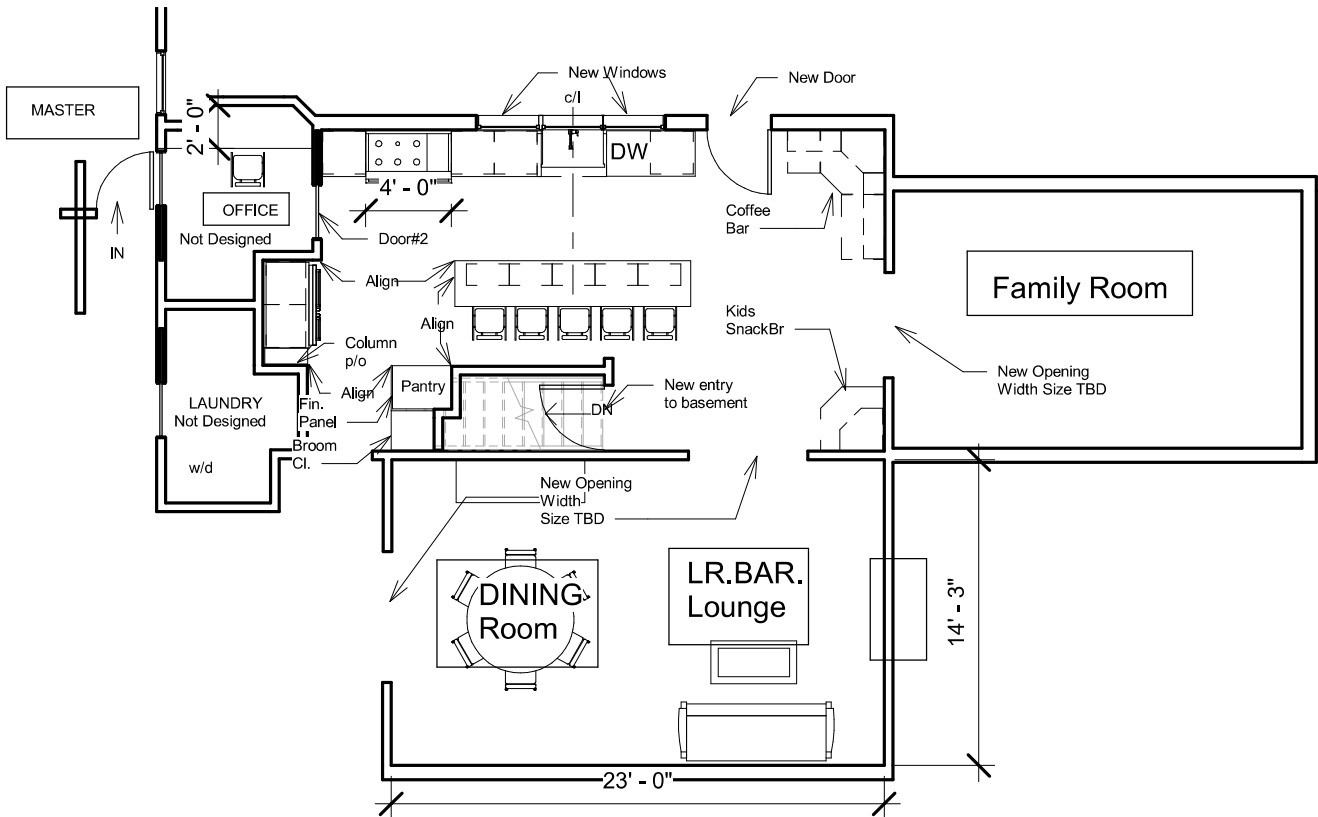 New Windows
New Door
c/l
MASTER
2' - 0"
DW
4' - 0"
OFFICE
Not Designed
Door#2
Coffee
Bar
IN
Family Room
Align
Kids
SnackBr
Align
Column
p/o
New Opening
Width Size TBD
Pantry
Align
New entry
to basement
DN
LAUNDRY
Not Designed
Fin.
Panel
Broom
Cl.
w/d
New Opening
Width
Size TBD
DINING
Room
LR.BAR.
Lounge
14' - 3"
23' - 0"